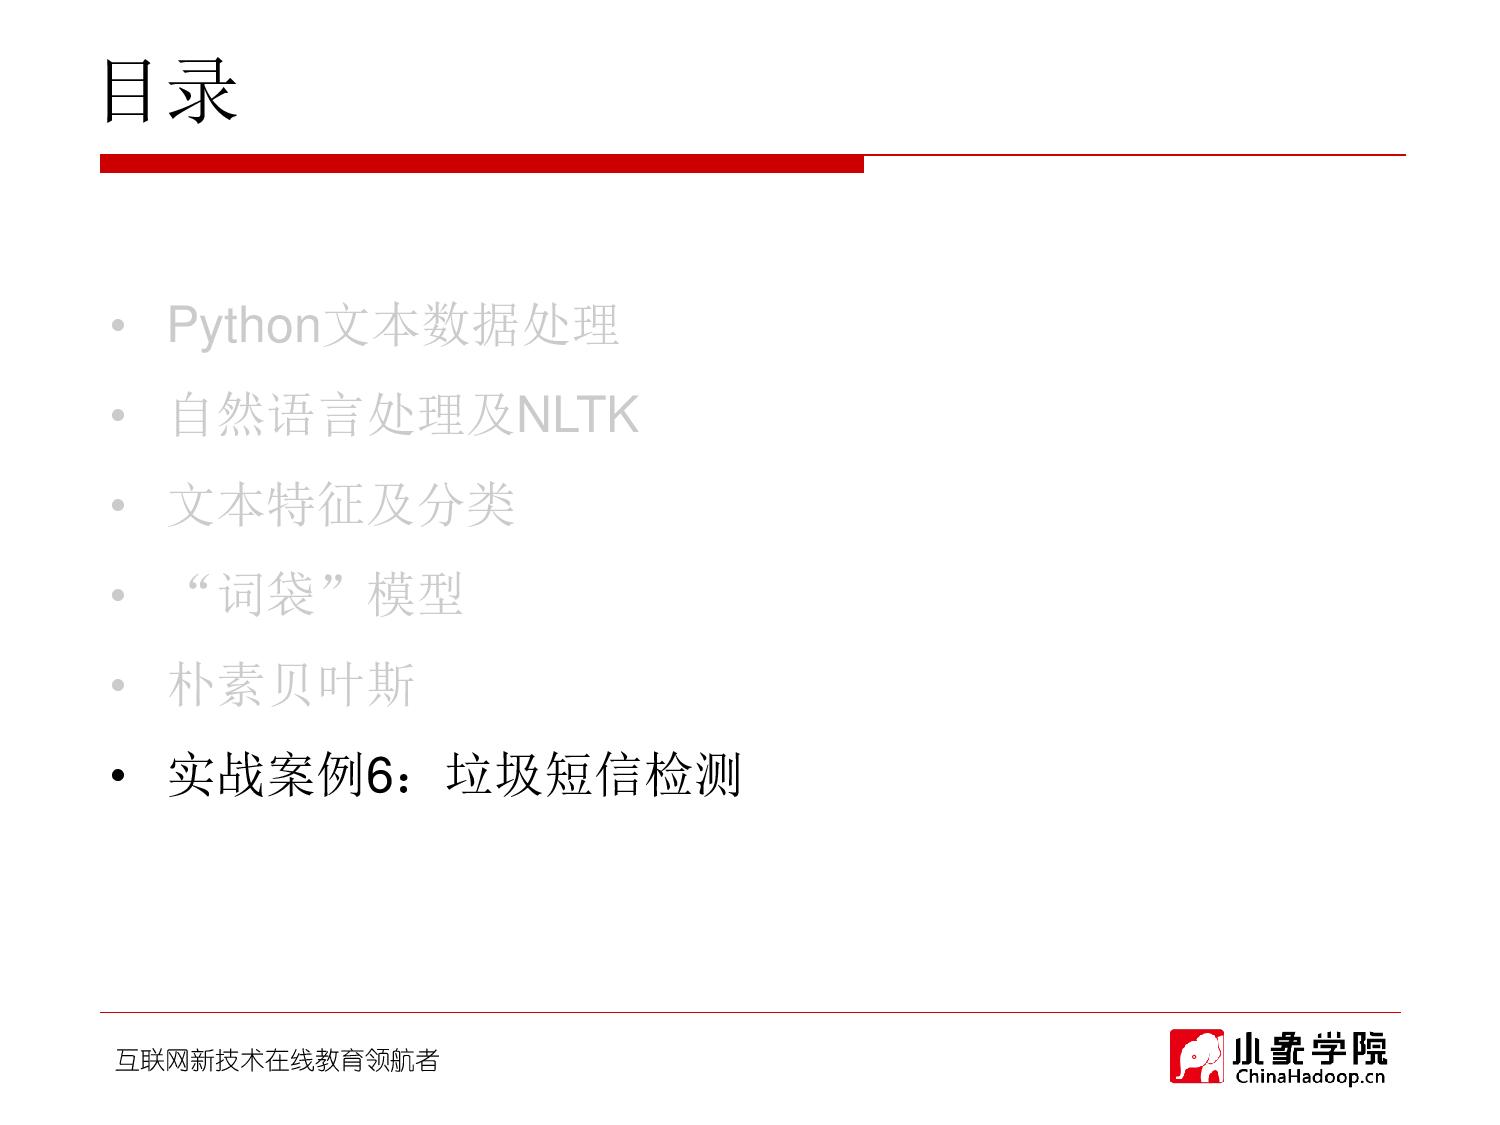 目录
• Python文本数据处理
• 自然语言处理及NLTK
• 文本特征及分类
• “词袋”模型
• 朴素贝叶斯
• 实战案例6：垃圾短信检测
互联网新技术在线教育领航者
小象学院
ChinaHadoop.cn